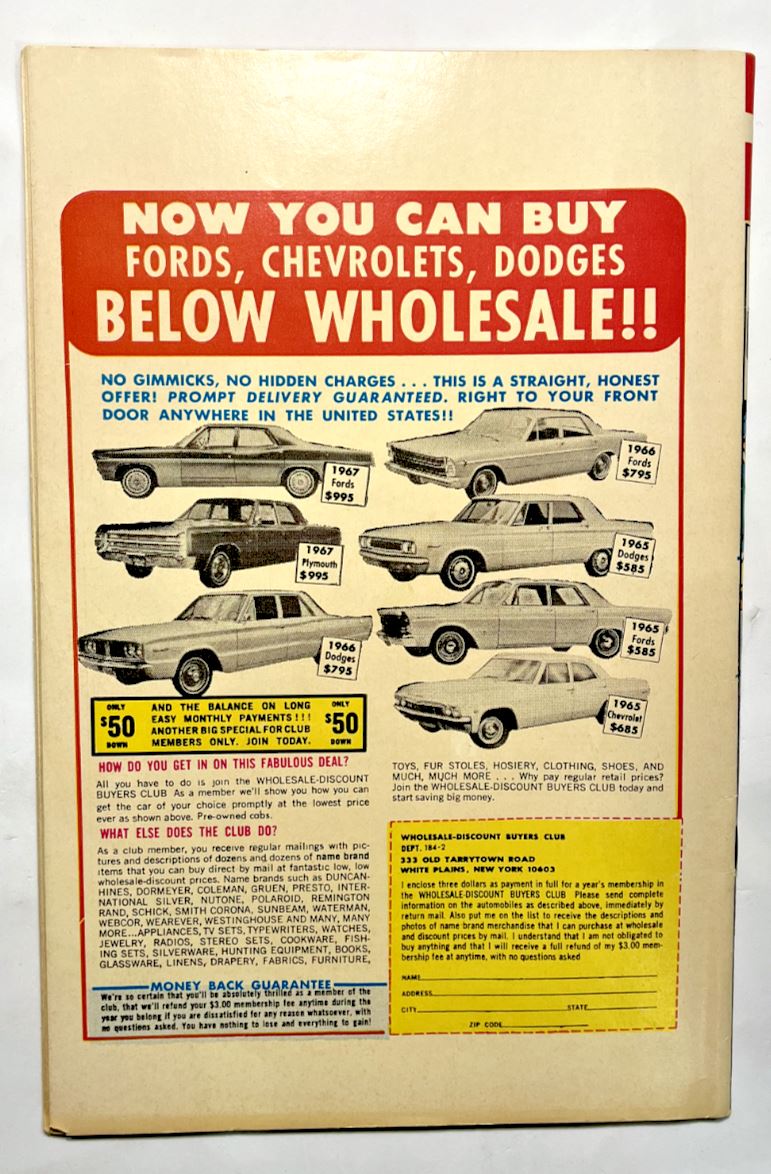 NOW YOU CAN BUY
FORDS, CHEVROLETS, DODGES
BELOW WHOLESALE!!
NO GIMMICKS, NO HIDDEN CHARGES . . . THIS IS A STRAIGHT, HONEST
OFFER! PROMPT DELIVERY GUARANTEED. RIGHT TO YOUR FRONT
DOOR ANYWHERE IN THE UNITED STATES!!
1967
Fords
$995
1966
Fords
$795
1967
Plymouth
$995
1965
Dodges
$585
1966
Dodges
$795
1965
Fords
$585
1965
Chevrolet
$685
ONLY
$50
DOWN
AND THE BALANCE ON LONG
EASY MONTHLY PAYMENTS!!!
ANOTHER BIG SPECIAL FOR CLUB
MEMBERS ONLY. JOIN TODAY.
ONLY
$50
DOWN
HOW DO YOU GET IN ON THIS FABULOUS DEAL?
All you have to do is join the WHOLESALE-DISCOUNT
BUYERS CLUB As a member we'll show you how you can
get the car of your choice promptly at the lowest price
ever as shown above. Pre-owned cabs.
WHAT ELSE DOES THE CLUB DO?
As a club member, you receive regular mailings with pic-
tures and descriptions of dozens and dozens of name brand
items that you can buy direct by mail at fantastic low, low
wholesale-discount prices. Name brands such as DUNCAN-
HINES, DORMEYER, COLEMAN, GRUEN, PRESTO, INTER-
NATIONAL SILVER, NUTONE, POLAROID, REMINGTON
RAND, SCHICK, SMITH CORONA, SUNBEAM, WATERMAN,
WEBCOR, WEAREVER, WESTINGHOUSE AND MANY, MANY
MORE...APPLIANCES, TV SETS, TYPEWRITERS, WATCHES,
JEWELRY, RADIOS, STEREO SETS, COOKWARE, FISH-
ING SETS, SILVERWARE, HUNTING EQUIPMENT, BOOKS,
GLASSWARE, LINENS, DRAPERY, FABRICS, FURNITURE,
MONEY BACK GUARANTEE
We're so certain that you'll be absolutely thrilled as a member of the
club, that we'll refund your $3.00 membership fee anytime during the
year you belong if you are dissatisfied for any reason whatsoever, with
no questions asked. You have nothing to lose and everything to gain!
TOYS, FUR STOLES, HOSIERY, CLOTHING, SHOES, AND
MUCH, MUCH MORE . . . Why pay regular retail prices?
Join the WHOLESALE-DISCOUNT BUYERS CLUB today and
start saving big money.
WHOLESALE-DISCOUNT BUYERS CLUB
DEPT. 184-2
333 OLD TARRYTOWN ROAD
WHITE PLAINS, NEW YORK 10603
I enclose three dollars as payment in full for a year's membership in
the WHOLESALE-DISCOUNT BUYERS CLUB Please send complete
information on the automobiles as described above, immediately by
return mail. Also put me on the list to receive the descriptions and
photos of name brand merchandise that I can purchase at wholesale
and discount prices by mail. I understand that I am not obligated to
buy anything and that I will receive a full refund of my $3.00 mem-
bership fee at anytime, with no questions asked
NAME
ADDRESS
CITY STATE
ZIP CODE